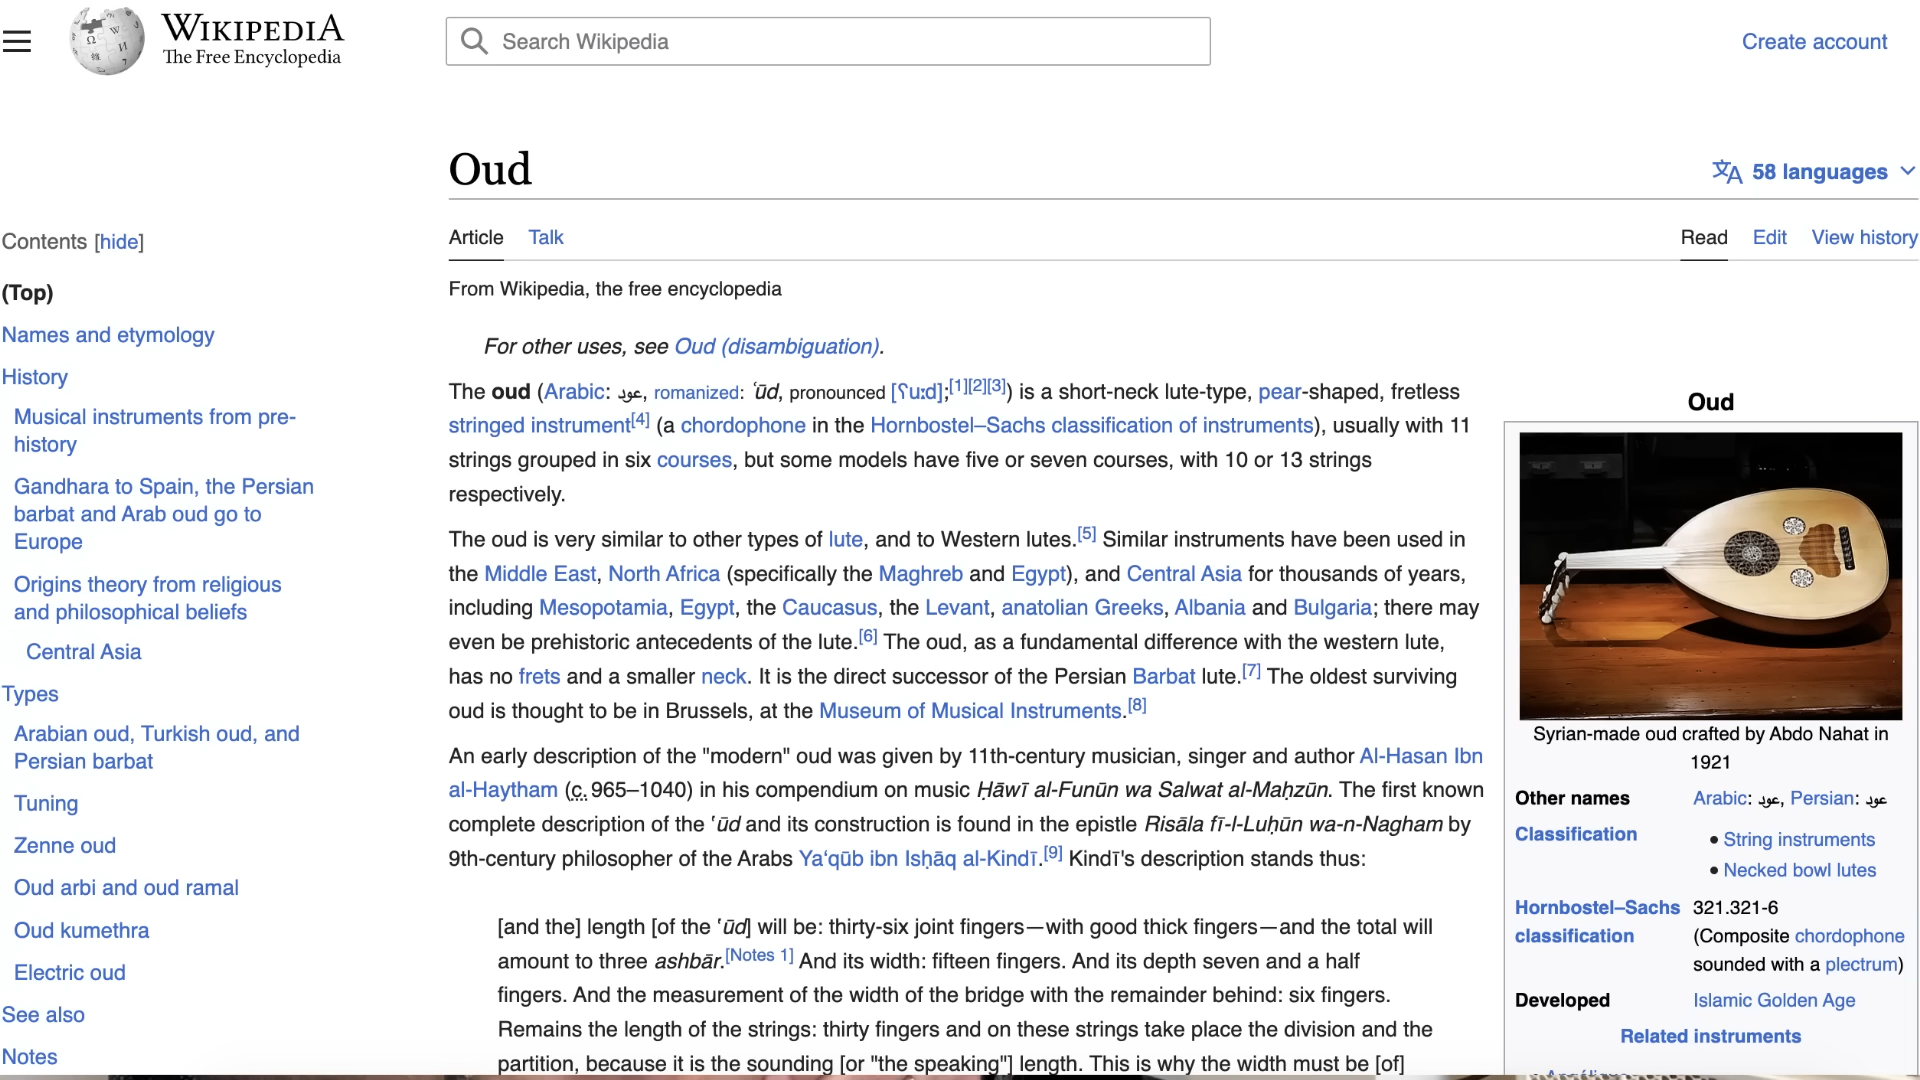 WIKIPEDIA
The Free Encyclopedia
Search Wikipedia
Create account
Oud
58 languages
Contents [hide]
Article
Talk
Read
Edit
View history
(Top)
Names and etymology
History
Musical instruments from pre-
history
Gandhara to Spain, the Persian
barbat and Arab oud go to
Europe
Origins theory from religious
and philosophical beliefs
Central Asia
Types
Arabian oud, Turkish oud, and
Persian barbat
Tuning
Zenne oud
Oud arbi and oud ramal
Oud kumethra
Electric oud
See also
Notes
From Wikipedia, the free encyclopedia
For other uses, see Oud (disambiguation).
The oud (Arabic: عود, romanized: ʿūd, pronounced [ʕuːd];[1][2][3]) is a short-neck lute-type, pear-shaped, fretless
stringed instrument[4] (a chordophone in the Hornbostel–Sachs classification of instruments), usually with 11
strings grouped in six courses, but some models have five or seven courses, with 10 or 13 strings
respectively.
The oud is very similar to other types of lute, and to Western lutes.[5] Similar instruments have been used in
the Middle East, North Africa (specifically the Maghreb and Egypt), and Central Asia for thousands of years,
including Mesopotamia, Egypt, the Caucasus, the Levant, anatolian Greeks, Albania and Bulgaria; there may
even be prehistoric antecedents of the lute.[6] The oud, as a fundamental difference with the western lute,
has no frets and a smaller neck. It is the direct successor of the Persian Barbat lute.[7] The oldest surviving
oud is thought to be in Brussels, at the Museum of Musical Instruments.[8]
An early description of the "modern" oud was given by 11th-century musician, singer and author Al-Hasan Ibn
al-Haytham (c. 965–1040) in his compendium on music Ḥāwī al-Funūn wa Salwat al-Maḥzūn. The first known
complete description of the ‛ūd and its construction is found in the epistle Risāla fī-l-Luḥūn wa-n-Nagham by
9th-century philosopher of the Arabs Yaʻqūb ibn Isḥāq al-Kindī.[9] Kindī's description stands thus:
[and the] length [of the ‛ūd] will be: thirty-six joint fingers—with good thick fingers—and the total will
amount to three ashbār.[Notes 1] And its width: fifteen fingers. And its depth seven and a half
fingers. And the measurement of the width of the bridge with the remainder behind: six fingers.
Remains the length of the strings: thirty fingers and on these strings take place the division and the
partition, because it is the sounding [or "the speaking"] length. This is why the width must be [of]
Oud
Syrian-made oud crafted by Abdo Nahat in
1921
Other names Arabic: عود, Persian: عود
Classification
• String instruments
• Necked bowl lutes
Hornbostel–Sachs 321.321-6
classification (Composite chordophone
sounded with a plectrum)
Developed Islamic Golden Age
Related instruments